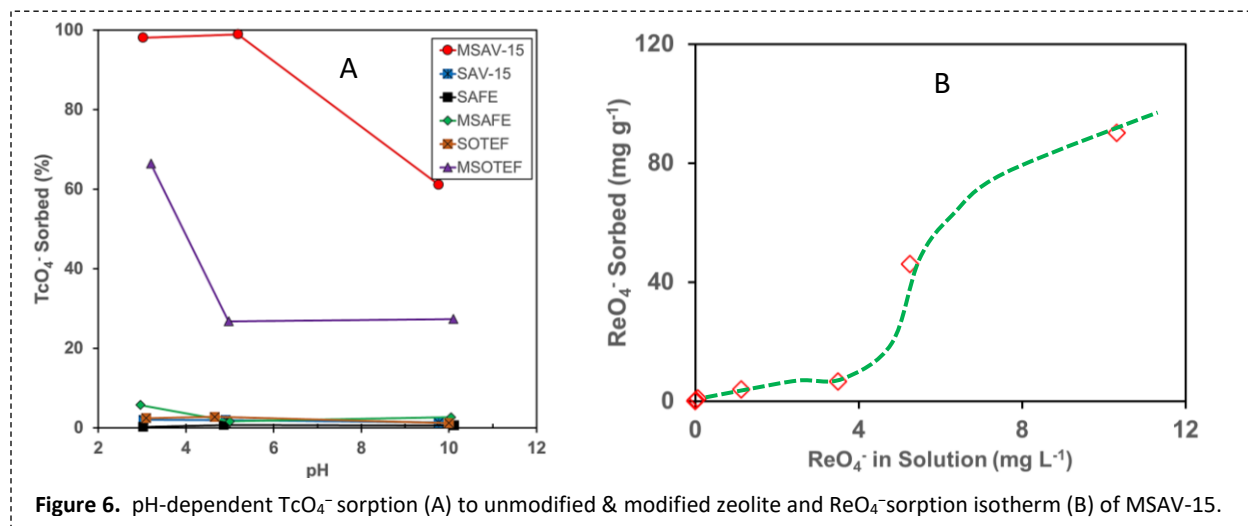 A
100
80
60
40
20
0
2
4
6
8
10
12
TcO₄⁻ Sorbed (%)
pH
MSAV-15
SAV-15
SAFE
MSAFE
SOTEF
MSOTEF
B
120
80
40
0
0
4
8
12
ReO₄⁻ Sorbed (mg g⁻¹)
ReO₄⁻ in Solution (mg L⁻¹)
Figure 6. pH-dependent TcO₄⁻ sorption (A) to unmodified & modified zeolite and ReO₄⁻sorption isotherm (B) of MSAV-15.